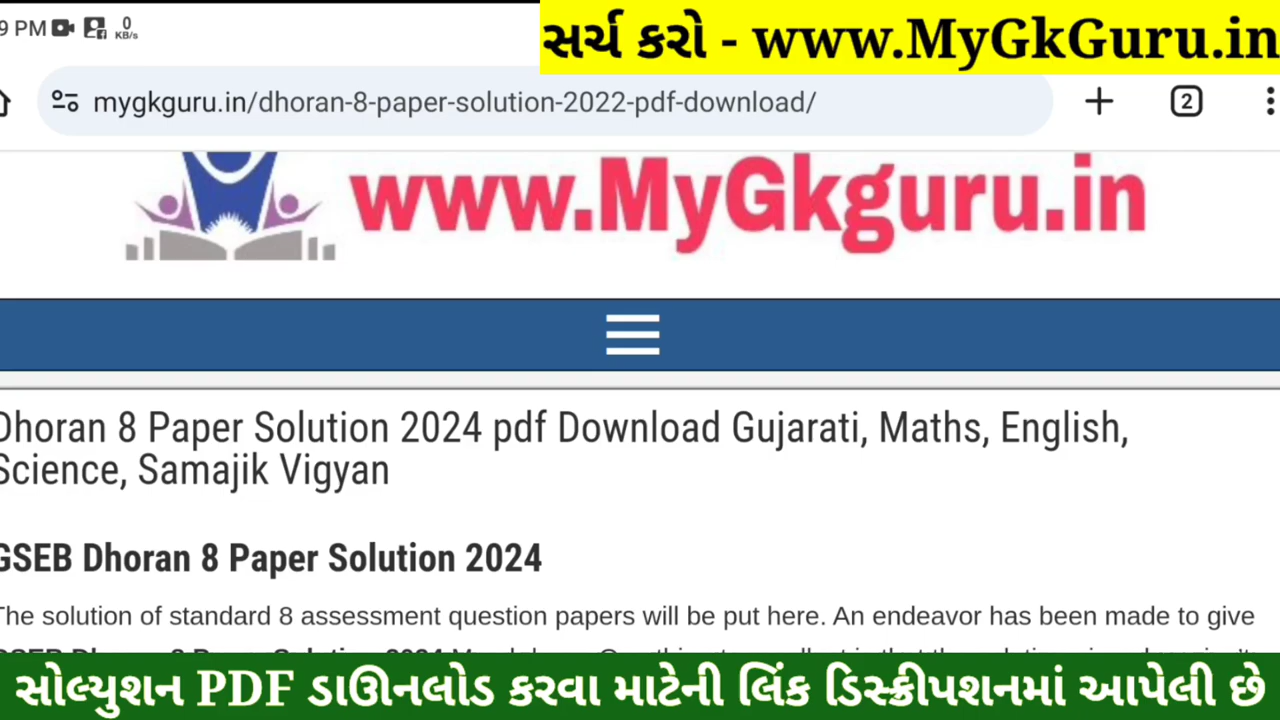 9 PM 0 KB/s
સર્ચ કરો - www.MyGkGuru.in
mygkguru.in/dhoran-8-paper-solution-2022-pdf-download/
2
www.MyGkguru.in
Dhoran 8 Paper Solution 2024 pdf Download Gujarati, Maths, English,
Science, Samajik Vigyan
GSEB Dhoran 8 Paper Solution 2024
The solution of standard 8 assessment question papers will be put here. An endeavor has been made to give
સોલ્યુશન PDF ડાઊનલોડ કરવા માટેની લિંક ડિસ્ક્રીપશનમાં આપેલી છે